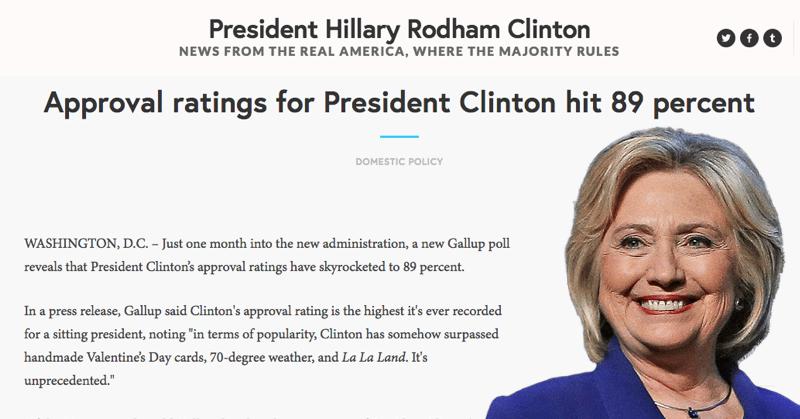 President Hillary Rodham Clinton
NEWS FROM THE REAL AMERICA, WHERE THE MAJORITY RULES
Approval ratings for President Clinton hit 89 percent
DOMESTIC POLICY
WASHINGTON, D.C. – Just one month into the new administration, a new Gallup poll
reveals that President Clinton's approval ratings have skyrocketed to 89 percent.
In a press release, Gallup said Clinton's approval rating is the highest it's ever recorded
for a sitting president, noting "in terms of popularity, Clinton has somehow surpassed
handmade Valentine's Day cards, 70-degree weather, and La La Land. It's
unprecedented."